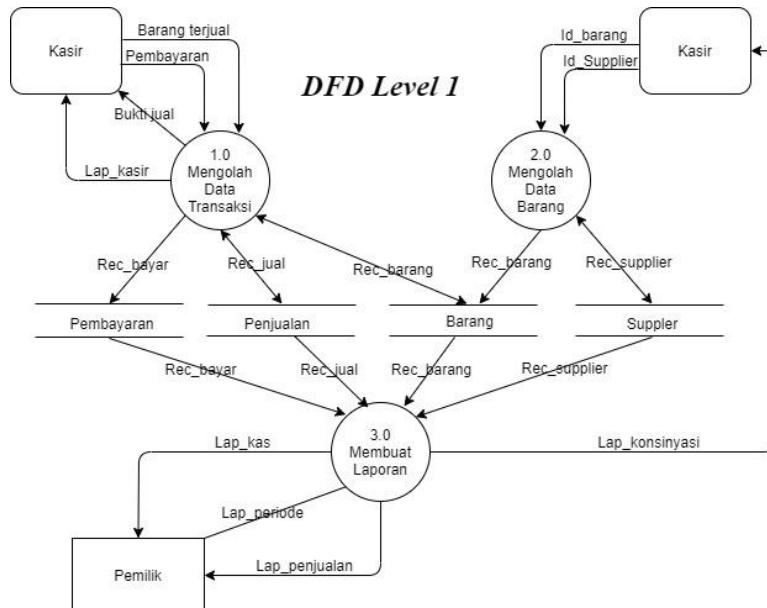 Kasir
Barang terjual
Pembayaran
Bukti jual
Lap_kasir
DFD Level 1
Id_barang
Id_Supplier
Kasir
1.0
Mengolah
Data
Transaksi
2.0
Mengolah
Data
Barang
Rec_bayar
Rec_jual
Rec_barang
Rec_barang
Rec_supplier
Pembayaran
Penjualan
Barang
Suppler
Rec_bayar
Rec_jual
Rec_barang
Rec_supplier
3.0
Membuat
Laporan
Lap_kas
Lap_konsinyasi
Lap_periode
Lap_penjualan
Pemilik